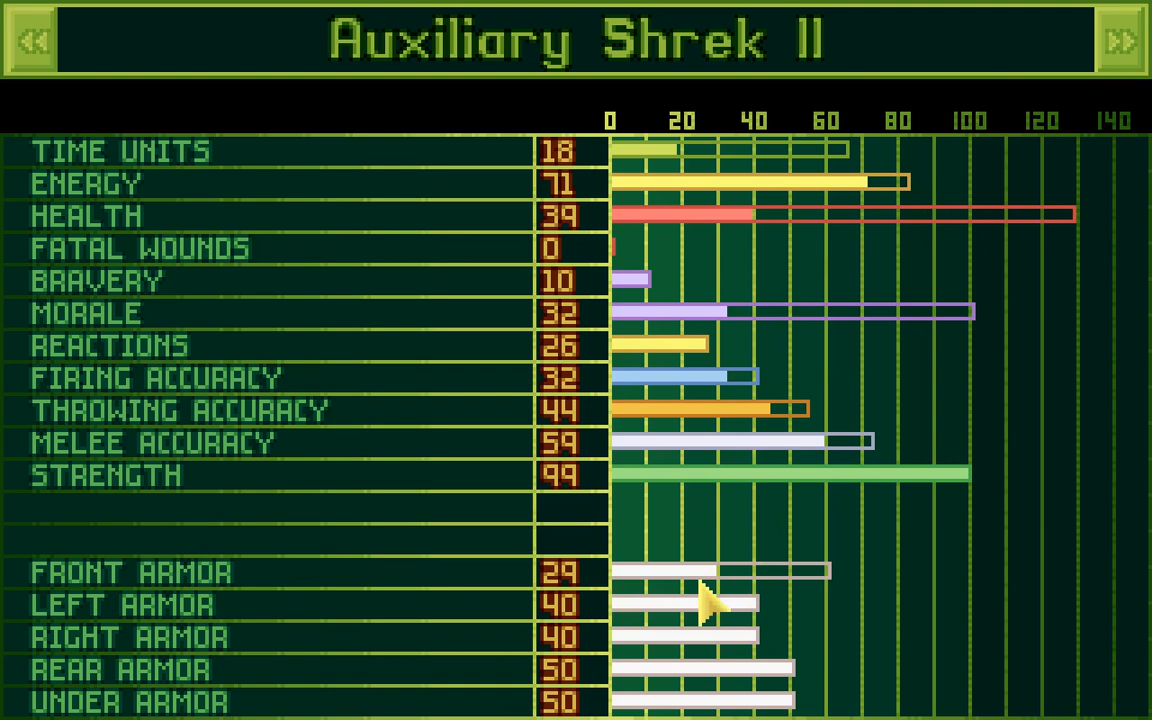 Auxiliary Shrek II
0 20 40 60 80 100 120 140
TIME UNITS 18
ENERGY 71
HEALTH 39
FATAL WOUNDS 0
BRAVERY 10
MORALE 32
REACTIONS 26
FIRING ACCURACY 32
THROWING ACCURACY 44
MELEE ACCURACY 59
STRENGTH 99
FRONT ARMOR 29
LEFT ARMOR 40
RIGHT ARMOR 40
REAR ARMOR 50
UNDER ARMOR 50